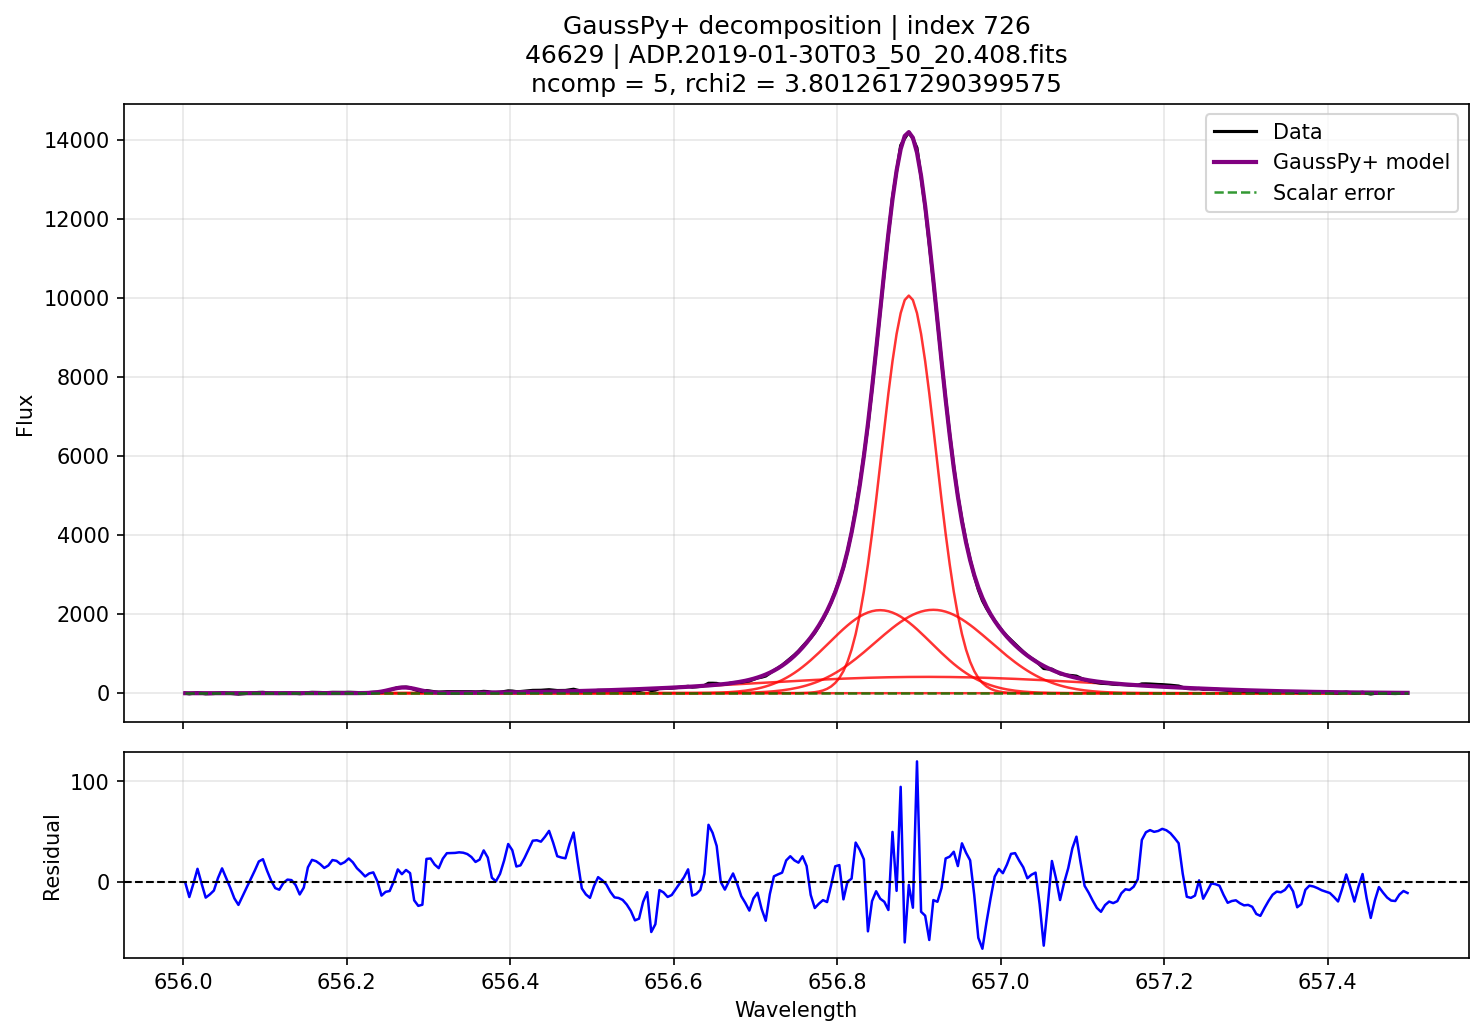 GaussPy+ decomposition | index 726
46629 | ADP.2019-01-30T03_50_20.408.fits
ncomp = 5, rchi2 = 3.8012617290399575
Data
GaussPy+ model
Scalar error
14000
12000
10000
8000
6000
4000
2000
0
Flux
100
0
Residual
656.0
656.2
656.4
656.6
656.8
657.0
657.2
657.4
Wavelength